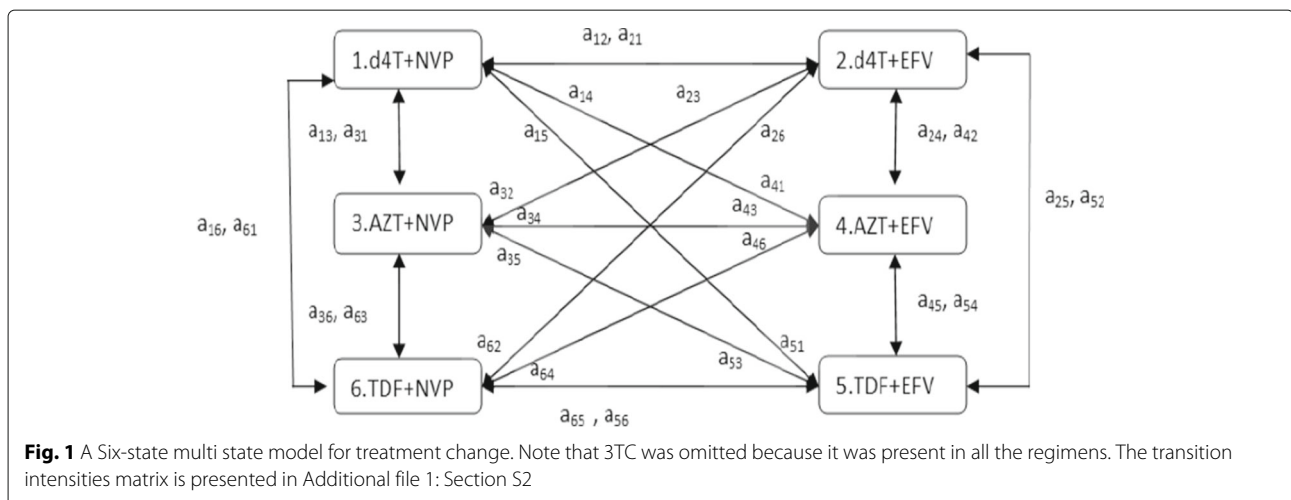 a12, a21
1.d4T+NVP
2.d4T+EFV
a14
a23
a13, a31
a15
a26
a24, a42
a32
a41
a16, a61
3.AZT+NVP
a34
a43
4.AZT+EFV
a25, a52
a35
a46
a36, a63
a45, a54
a62
a51
a64
a53
6.TDF+NVP
5.TDF+EFV
a65 , a56
Fig. 1 A Six-state multi state model for treatment change. Note that 3TC was omitted because it was present in all the regimens. The transition
intensities matrix is presented in Additional file 1: Section S2